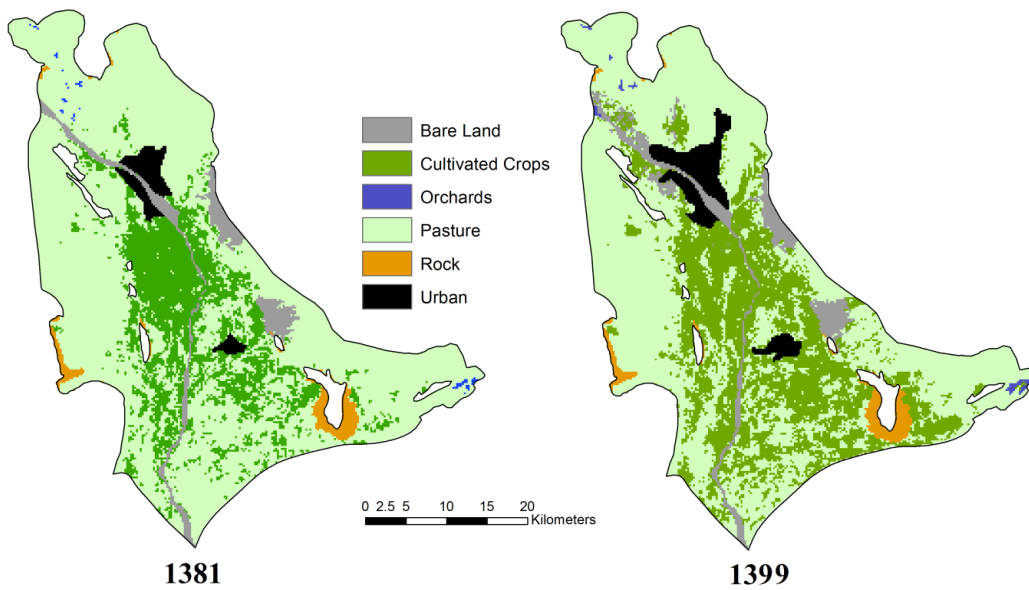 Bare Land
Cultivated Crops
Orchards
Pasture
Rock
Urban
0 2.5 5 10 15 20
Kilometers
1381
1399